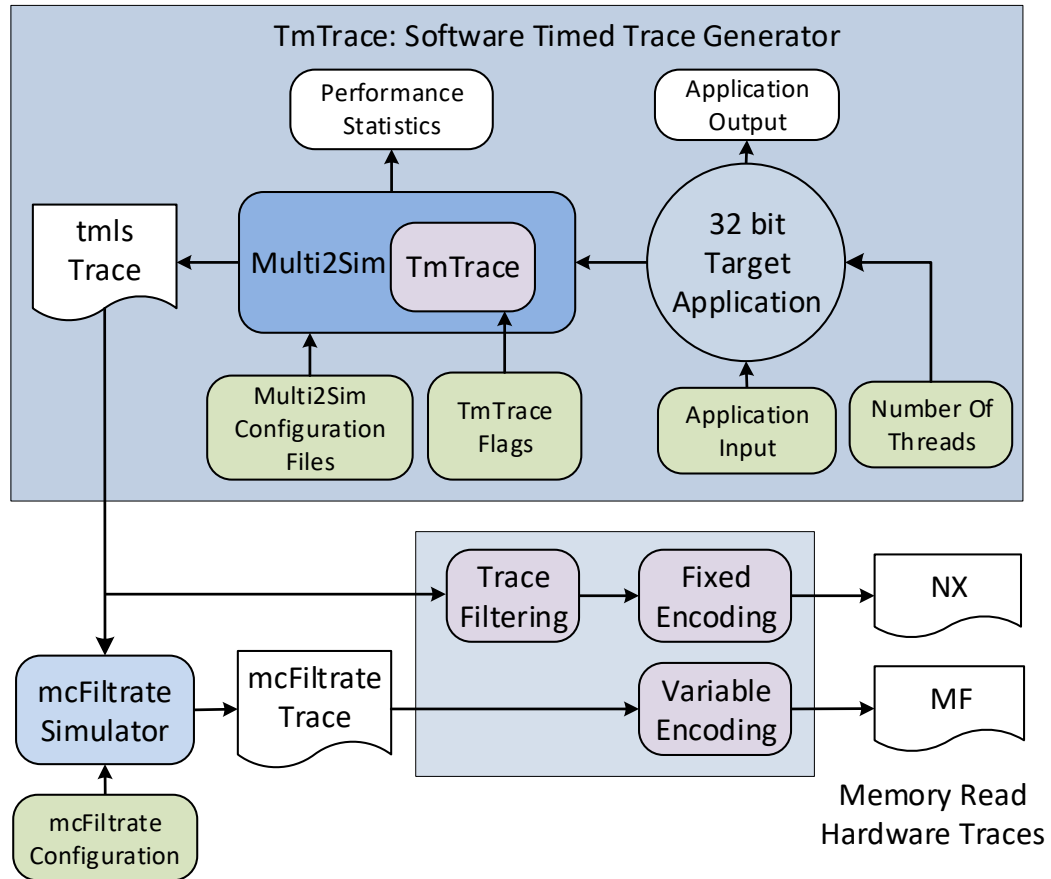 TmTrace: Software Timed Trace Generator
Performance
Statistics
Application
Output
tmls
Trace
Multi2Sim
TmTrace
32 bit
Target
Application
Multi2Sim
Configuration
Files
TmTrace
Flags
Application
Input
Number Of
Threads
Trace
Filtering
Fixed
Encoding
NX
mcFiltrate
Simulator
mcFiltrate
Trace
Variable
Encoding
MF
mcFiltrate
Configuration
Memory Read
Hardware Traces